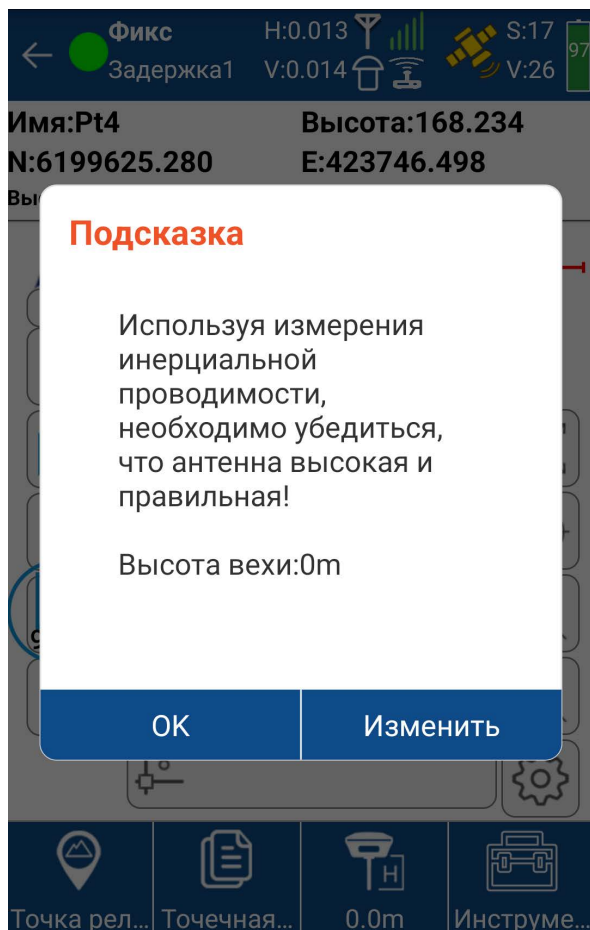 Фикс H:0.013 S:17
97
Задержка1 V:0.014 V:26
Имя:Pt4 Высота:168.234
N:6199625.280 E:423746.498
Подсказка
Используя измерения
инерциальной
проводимости,
необходимо убедиться,
что антенна высокая и
правильная!
Высота вехи:0m
OK Изменить
H
Точка рел... Точечная... 0.0m Инструме...